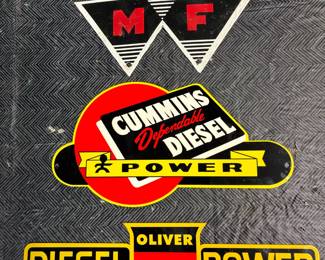 M F
CUMMINS
Dependable
DIESEL
POWER
OLIVER
DIESEL POWER